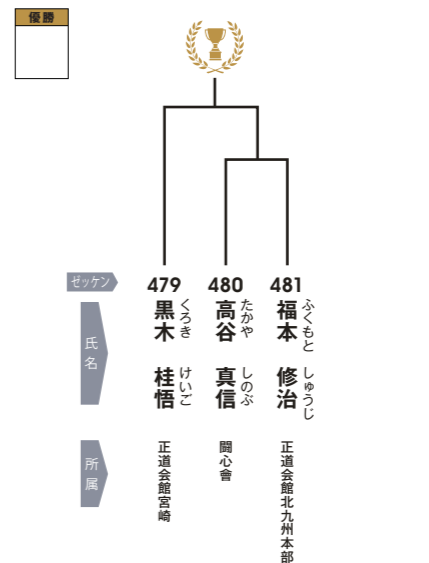 優勝
ゼッケン
479
480
481
氏名
黒木 桂悟
くろき けいご
高谷 真信
たかや しのぶ
福本 修治
ふくもと しゅうじ
所属
正道会館宮崎
闘心會
正道会館北九州本部